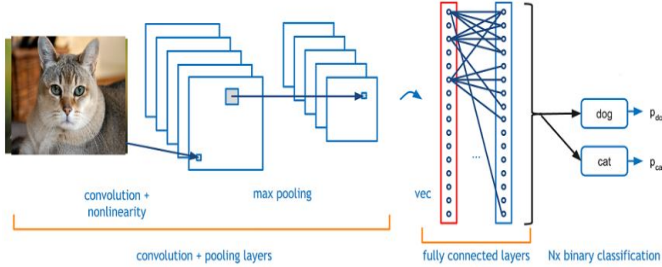 convolution +
nonlinearity
max pooling
convolution + pooling layers
vec
...
fully connected layers
dog
cat
Nx binary classification